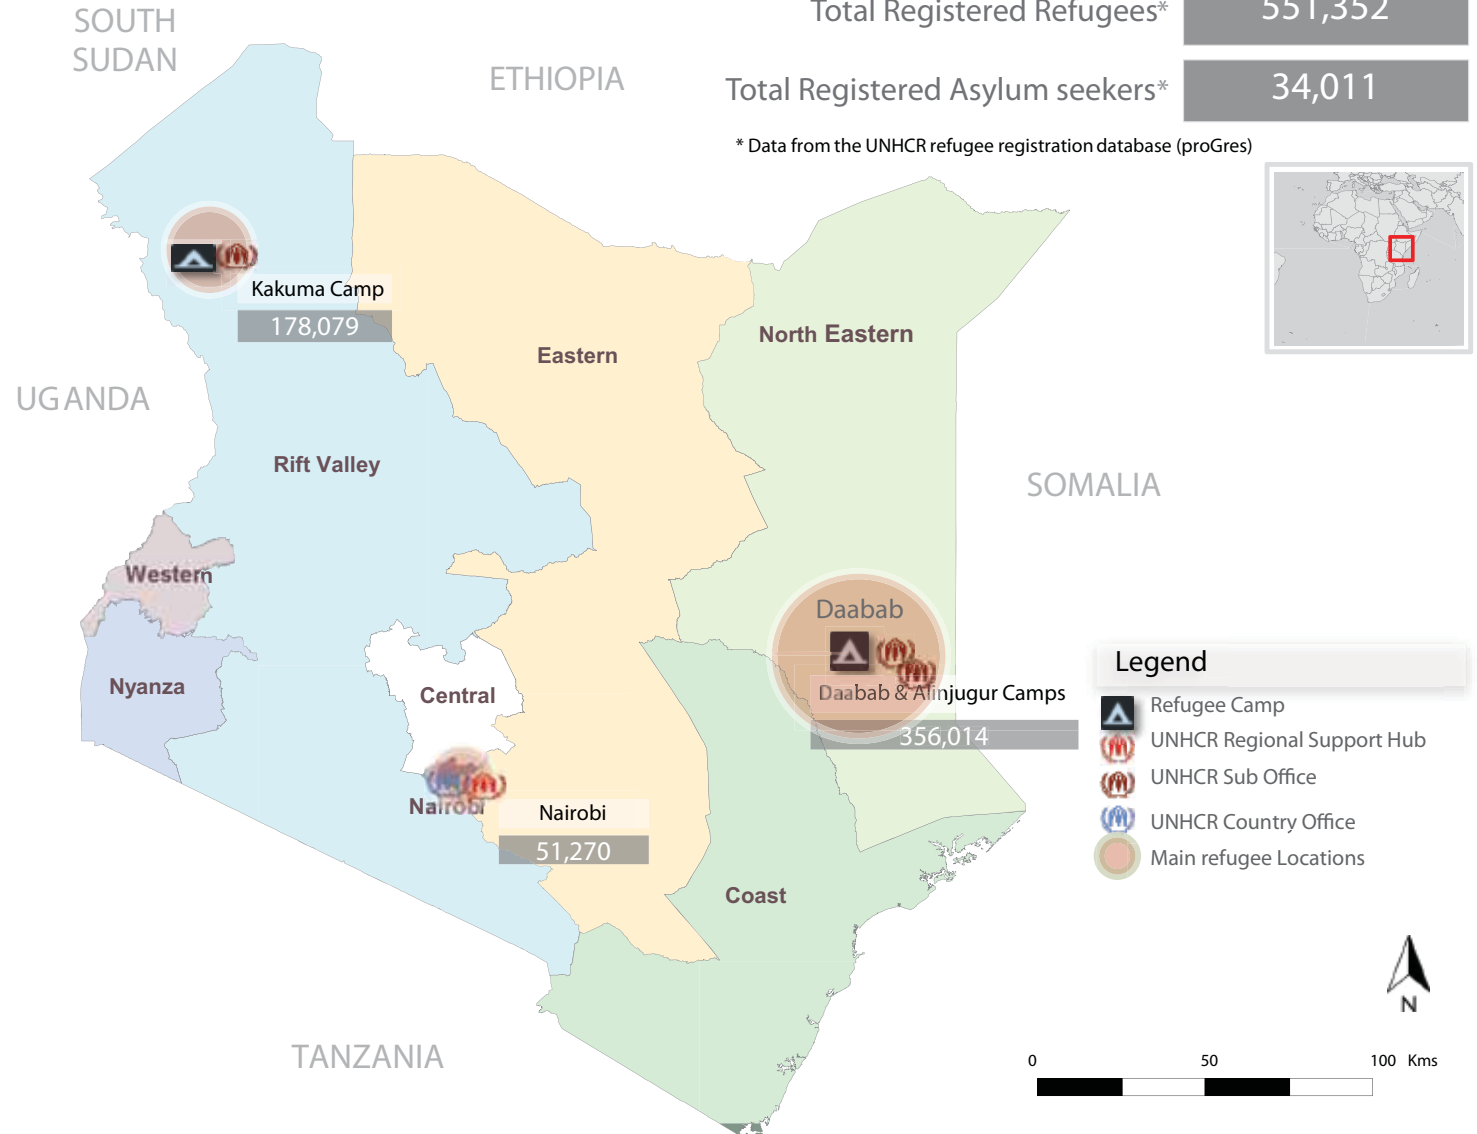 SOUTH
SUDAN
ETHIOPIA
Total Registered Refugees*
551,352
Total Registered Asylum seekers*
34,011
* Data from the UNHCR refugee registration database (proGres)
Kakuma Camp
178,079
North Eastern
Eastern
UGANDA
Rift Valley
SOMALIA
Western
Daabab
Nyanza
Central
Daabab & Alinjugur Camps
356,014
Nairobi
Nairobi
51,270
Coast
TANZANIA
Legend
Refugee Camp
UNHCR Regional Support Hub
UNHCR Sub Office
UNHCR Country Office
Main refugee Locations
N
0 50 100 Kms